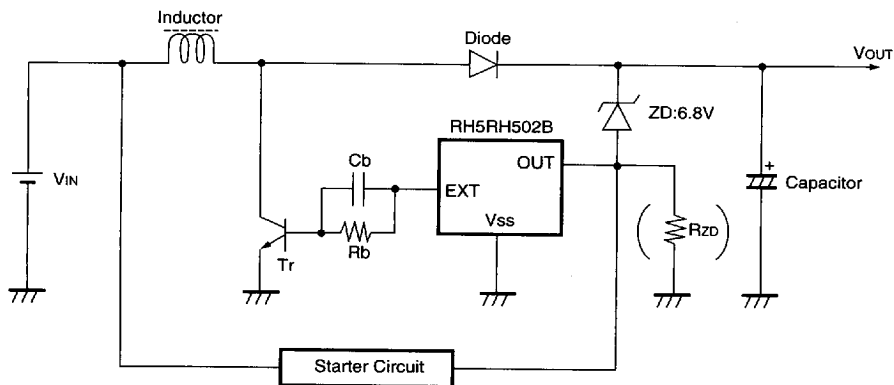 Inductor
Diode
VOUT
RH5RH502B
ZD:6.8V
OUT
Cb
EXT
VIN
+
Capacitor
Vss
RZD
Rb
Tr
Starter Circuit